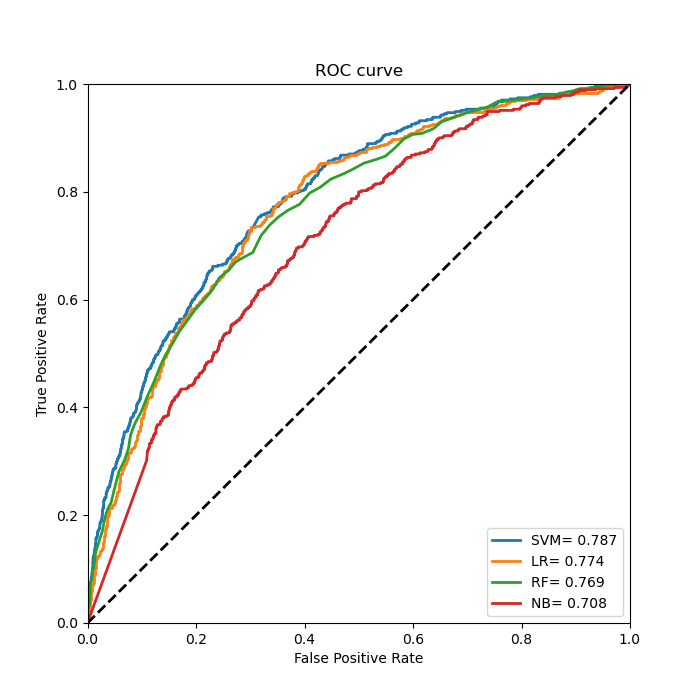 ROC curve
True Positive Rate
1.0
0.8
0.6
0.4
0.2
0.0
0.0 0.2 0.4 0.6 0.8 1.0
False Positive Rate
SVM= 0.787
LR= 0.774
RF= 0.769
NB= 0.708